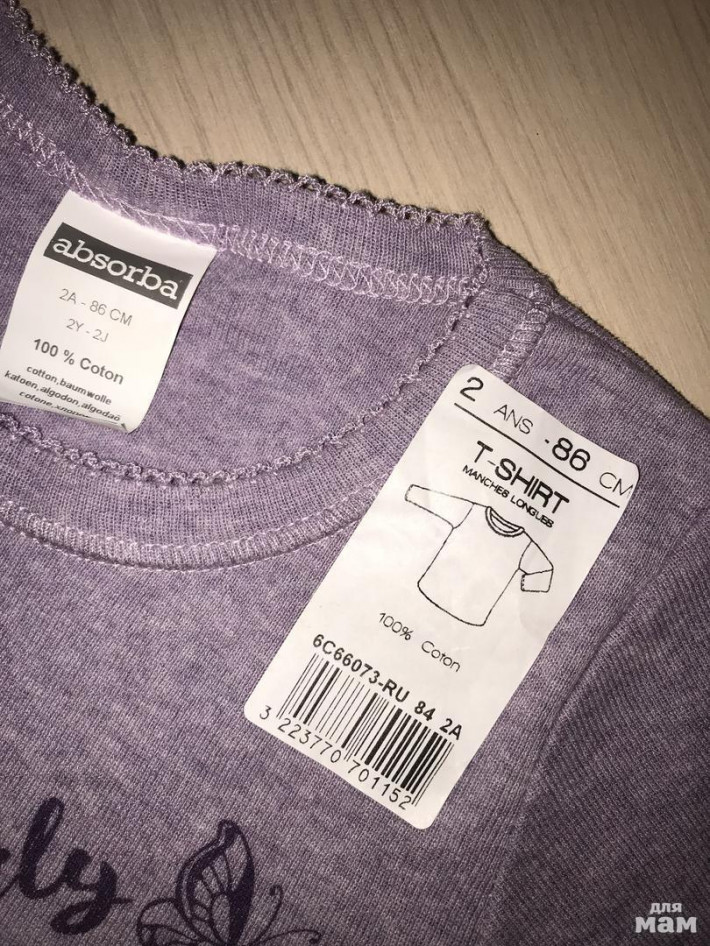 absorba
2A - 86 CM
2Y - 2J
100 % Coton
cotton,baumwolle
katoen,algodon,algodaõ
2 ANS - 86 CM
T-SHIRT
MANCHES LONGUES
100% Coton
6C66073-RU 84 2A
3 223770 701152
для
мам